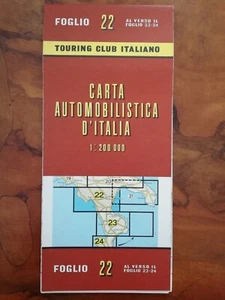 FOGLIO 22 AL VERSO IL
FOGLIO 23-24
TOURING CLUB ITALIANO
CARTA
AUTOMOBILISTICA
D'ITALIA
1:200 000
22
23
24
FOGLIO 22 AL VERSO IL
FOGLIO 23-24